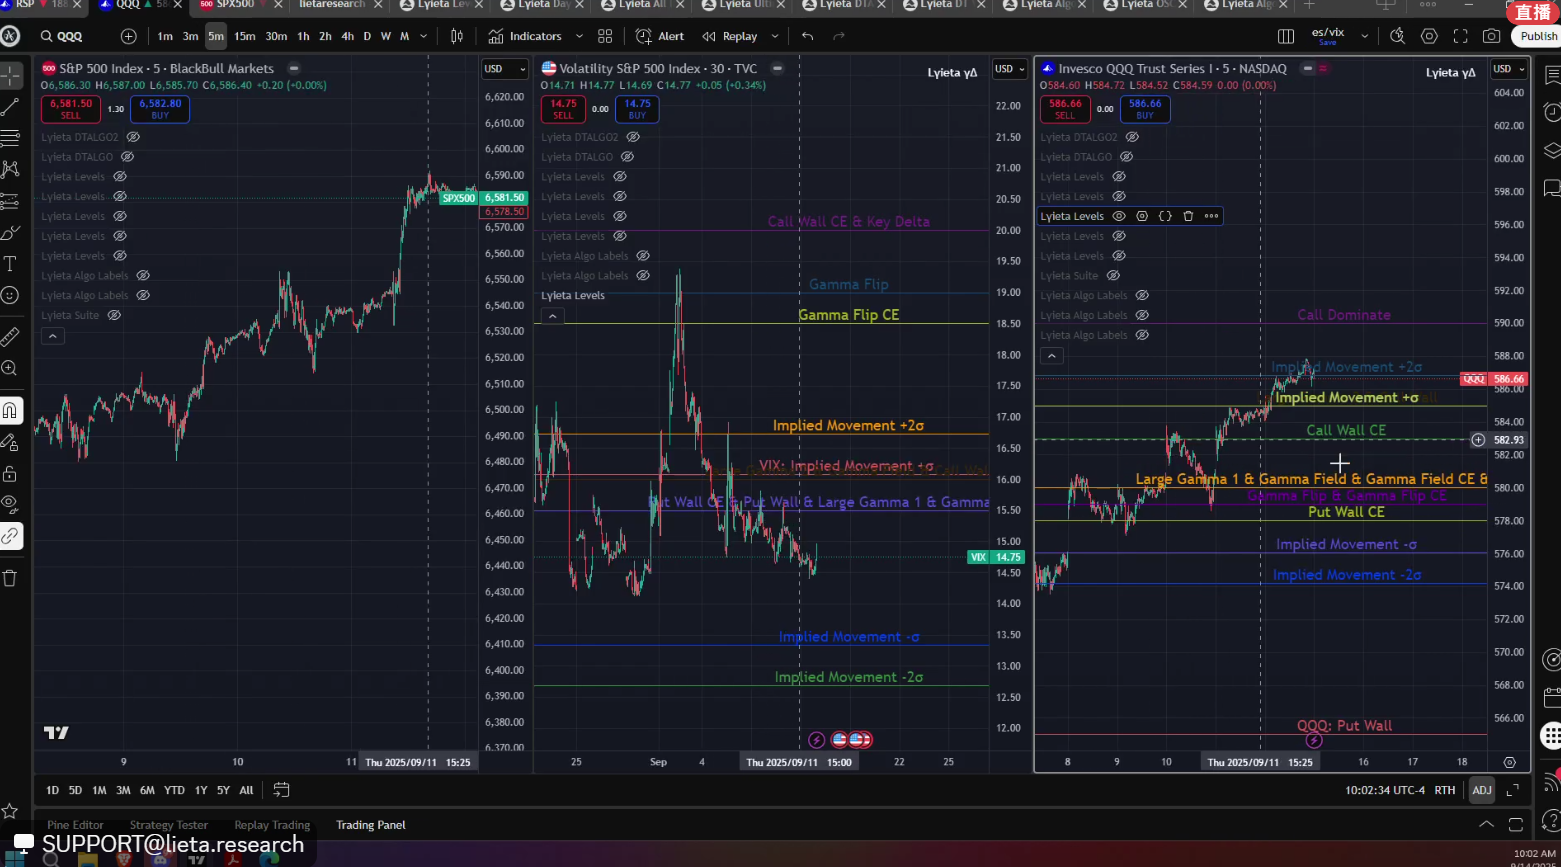 RSP
QQQ
SPX500
lietaresearch
Lyieta Leve
Lyieta Day
Lyieta All
Lyieta Ulti
Lyieta DT
Lyieta Alg
Lyieta OSC
Lyieta Algo
直播
QQQ 1m 3m 5m 15m 30m 1h 2h 4h D W M Indicators Alert Replay es/vix Save Publish
S&P 500 Index · 5 · BlackBull Markets
O6,586.30 H6,587.00 L6,585.70 C6,586.40 +0.20 (+0.00%)
6,581.50 SELL 1.30 6,582.80 BUY
Lyieta DTALGO2
Lyieta DTALGO
Lyieta Levels
Lyieta Levels
Lyieta Levels
Lyieta Levels
Lyieta Levels
Lyieta Algo Labels
Lyieta Algo Labels
Lyieta Suite
USD
6,620.00
6,610.00
6,600.00
6,590.00
SPX500 6,581.50
6,578.50
6,570.00
6,560.00
6,550.00
6,540.00
6,530.00
6,520.00
6,510.00
6,500.00
6,490.00
6,480.00
6,470.00
6,460.00
6,450.00
6,440.00
6,430.00
6,420.00
6,410.00
6,400.00
6,390.00
6,380.00
6,370.00
9 10 11 Thu 2025/09/11 15:25
Volatility S&P 500 Index · 30 · TVC
O14.71 H14.77 L14.69 C14.77 +0.05 (+0.34%)
14.75 SELL 0.00 14.75 BUY
Lyieta γΔ
Lyieta DTALGO2
Lyieta DTALGO
Lyieta Levels
Lyieta Levels
Lyieta Levels
Lyieta Levels
Lyieta Algo Labels
Lyieta Algo Labels
Lyieta Levels
Call Wall CE & Key Delta
Gamma Flip
Gamma Flip CE
Implied Movement +2σ
VIX: Implied Movement +σ
Put Wall CE & Put Wall & Large Gamma 1 & Gamma
Implied Movement -σ
Implied Movement -2σ
USD
22.00
21.50
21.00
20.50
20.00
19.50
19.00
18.50
18.00
17.50
17.00
16.50
16.00
15.50
15.00
VIX 14.75
14.50
14.00
13.50
13.00
12.50
12.00
25 Sep 4 Thu 2025/09/11 15:00 22 25
Invesco QQQ Trust Series I · 5 · NASDAQ
O584.60 H584.72 L584.52 C584.59 0.00 (0.00%)
586.66 SELL 0.00 586.66 BUY
Lyieta γΔ
Lyieta DTALGO2
Lyieta DTALGO
Lyieta Levels
Lyieta Levels
Lyieta Levels
Lyieta Levels
Lyieta Levels
Lyieta Suite
Lyieta Algo Labels
Lyieta Algo Labels
Lyieta Algo Labels
Call Dominate
Implied Movement +2σ
Implied Movement +σ
Call Wall CE
Large Gamma 1 & Gamma Field & Gamma Field CE &
Gamma Flip & Gamma Flip CE
Put Wall CE
Implied Movement -σ
Implied Movement -2σ
QQQ: Put Wall
USD
604.00
602.00
600.00
598.00
596.00
594.00
592.00
590.00
588.00
QQQ 586.66
586.00
584.00
582.93
582.00
580.00
578.00
576.00
574.00
572.00
570.00
568.00
566.00
8 9 10 Thu 2025/09/11 15:25 16 17 18
1D 5D 1M 3M 6M YTD 1Y 5Y All 10:02:34 UTC-4 RTH ADJ
Pine Editor Strategy Tester Replay Trading Trading Panel
SUPPORT@lieta.research
10:02 AM